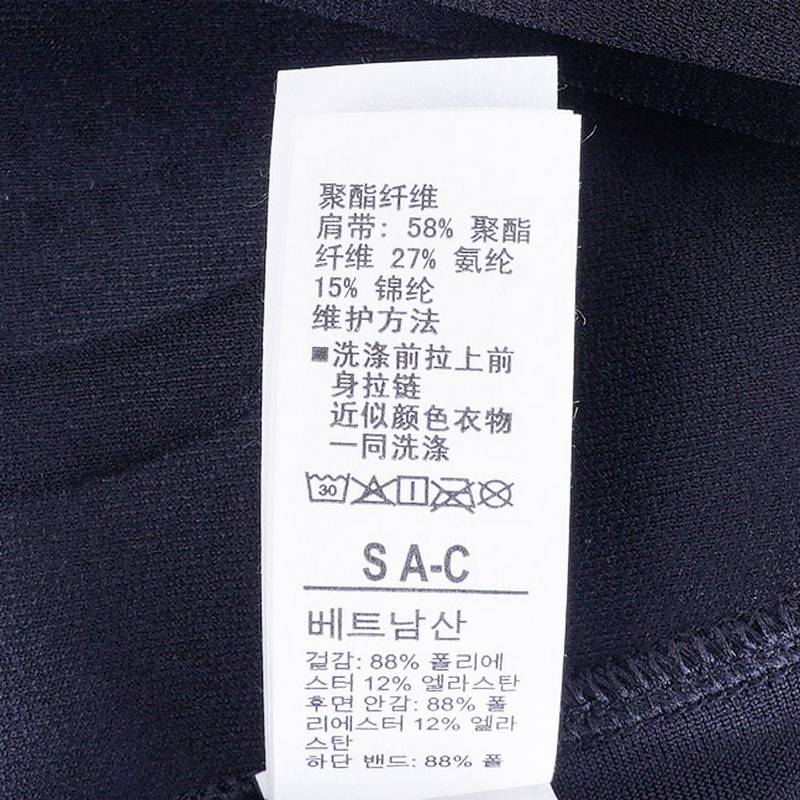 聚酯纤维
肩带: 58% 聚酯
纤维 27% 氨纶
15% 锦纶
维护方法
■洗涤前拉上前
身拉链
近似颜色衣物
一同洗涤
30
S A-C
베트남산
겉감: 88% 폴리에
스터 12% 엘라스탄
후면 안감: 88% 폴
리에스터 12% 엘라
스탄
하단 밴드: 88% 폴